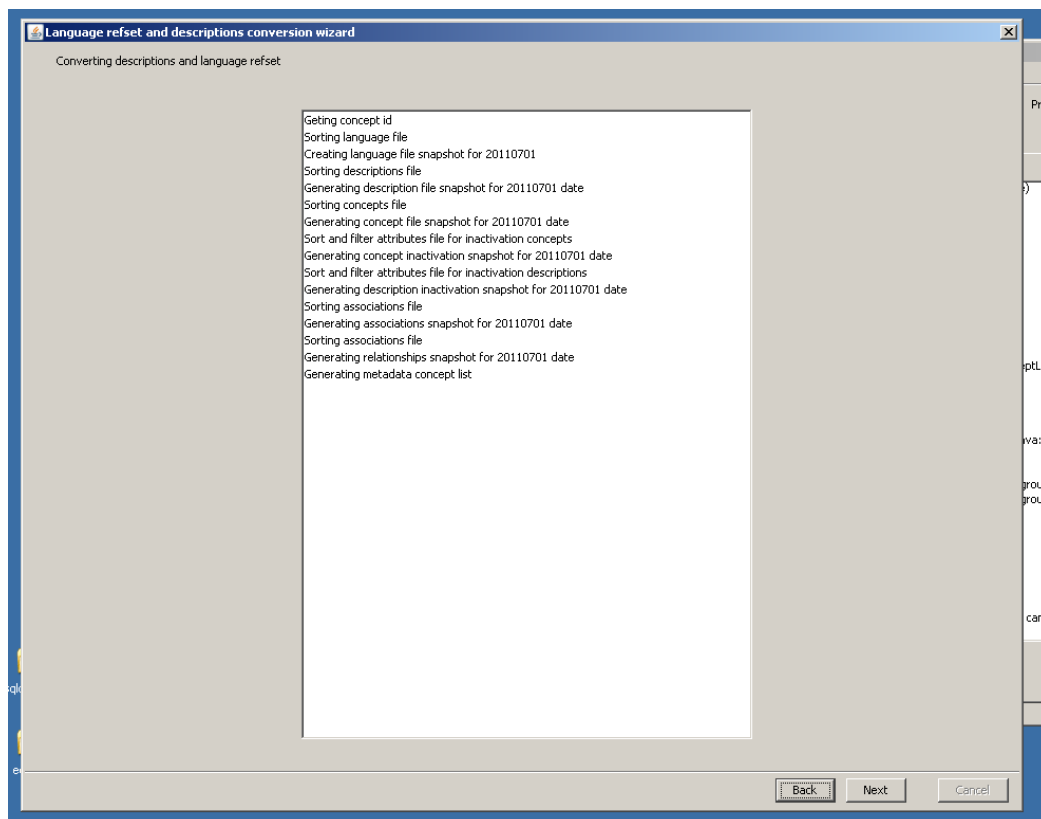 Language refset and descriptions conversion wizard
Converting descriptions and language refset
Geting concept id
Sorting language file
Creating language file snapshot for 20110701
Sorting descriptions file
Generating description file snapshot for 20110701 date
Sorting concepts file
Generating concept file snapshot for 20110701 date
Sort and filter attributes file for inactivation concepts
Generating concept inactivation snapshot for 20110701 date
Sort and filter attributes file for inactivation descriptions
Generating description inactivation snapshot for 20110701 date
Sorting associations file
Generating associations snapshot for 20110701 date
Sorting associations file
Generating relationships snapshot for 20110701 date
Generating metadata concept list
Back Next Cancel